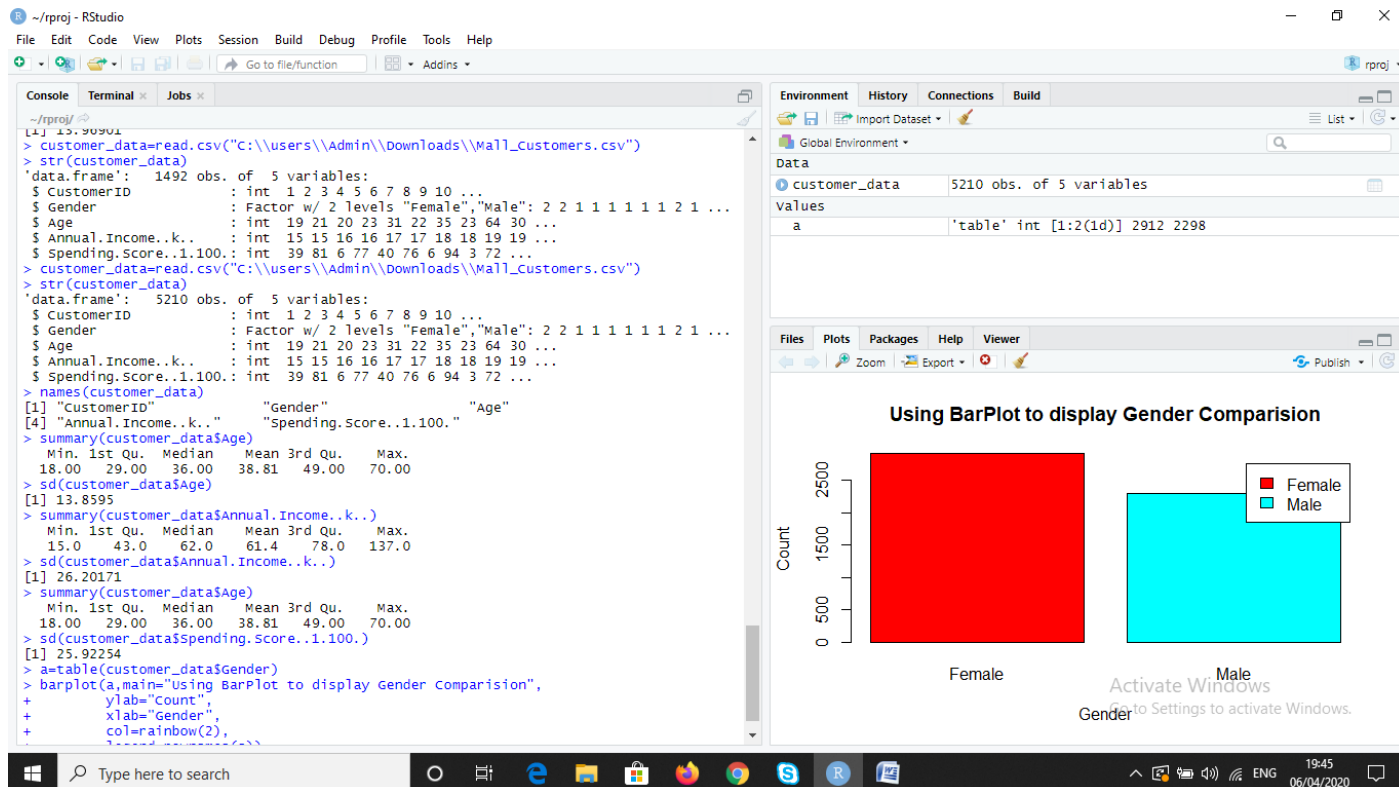 ~/rproj - RStudio
File Edit Code View Plots Session Build Debug Profile Tools Help
Go to file/function Addins rproj
Console Terminal Jobs
~/rproj/
[1] 13.96901
> customer_data=read.csv("C:\\users\\Admin\\Downloads\\Mall_Customers.csv")
> str(customer_data)
'data.frame': 1492 obs. of 5 variables:
$ CustomerID : int 1 2 3 4 5 6 7 8 9 10 ...
$ Gender : Factor w/ 2 levels "Female","Male": 2 2 1 1 1 1 1 1 2 1 ...
$ Age : int 19 21 20 23 31 22 35 23 64 30 ...
$ Annual.Income..k.. : int 15 15 16 16 17 17 18 18 19 19 ...
$ Spending.Score..1.100.: int 39 81 6 77 40 76 6 94 3 72 ...
> customer_data=read.csv("C:\\users\\Admin\\Downloads\\Mall_Customers.csv")
> str(customer_data)
'data.frame': 5210 obs. of 5 variables:
$ CustomerID : int 1 2 3 4 5 6 7 8 9 10 ...
$ Gender : Factor w/ 2 levels "Female","Male": 2 2 1 1 1 1 1 1 2 1 ...
$ Age : int 19 21 20 23 31 22 35 23 64 30 ...
$ Annual.Income..k.. : int 15 15 16 16 17 17 18 18 19 19 ...
$ Spending.Score..1.100.: int 39 81 6 77 40 76 6 94 3 72 ...
> names(customer_data)
[1] "CustomerID" "Gender" "Age"
[4] "Annual.Income..k.." "Spending.Score..1.100."
> summary(customer_data$Age)
Min. 1st Qu. Median Mean 3rd Qu. Max.
18.00 29.00 36.00 38.81 49.00 70.00
> sd(customer_data$Age)
[1] 13.8595
> summary(customer_data$Annual.Income..k..)
Min. 1st Qu. Median Mean 3rd Qu. Max.
15.0 43.0 62.0 61.4 78.0 137.0
> sd(customer_data$Annual.Income..k..)
[1] 26.20171
> summary(customer_data$Age)
Min. 1st Qu. Median Mean 3rd Qu. Max.
18.00 29.00 36.00 38.81 49.00 70.00
> sd(customer_data$Spending.Score..1.100.)
[1] 25.92254
> a=table(customer_data$Gender)
> barplot(a,main="Using BarPlot to display Gender Comparision",
+ ylab="Count",
+ xlab="Gender",
+ col=rainbow(2),
Environment History Connections Build
Import Dataset List
Global Environment
Data
customer_data 5210 obs. of 5 variables
Values
a 'table' int [1:2(1d)] 2912 2298
Files Plots Packages Help Viewer
Zoom Export Publish
Using BarPlot to display Gender Comparision
Count
2500
1500
500
0
Female
Male
Female Male
Gender
Activate Windows
Go to Settings to activate Windows.
Type here to search
ENG
19:45
06/04/2020